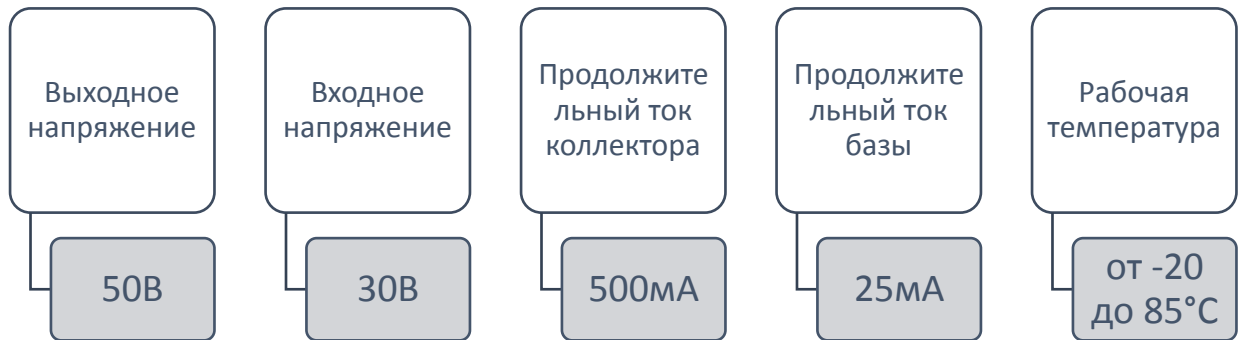 Выходное
напряжение
50В
Входное
напряжение
30В
Продолжите
льный ток
коллектора
500мА
Продолжите
льный ток
базы
25мА
Рабочая
температура
от -20
до 85°C